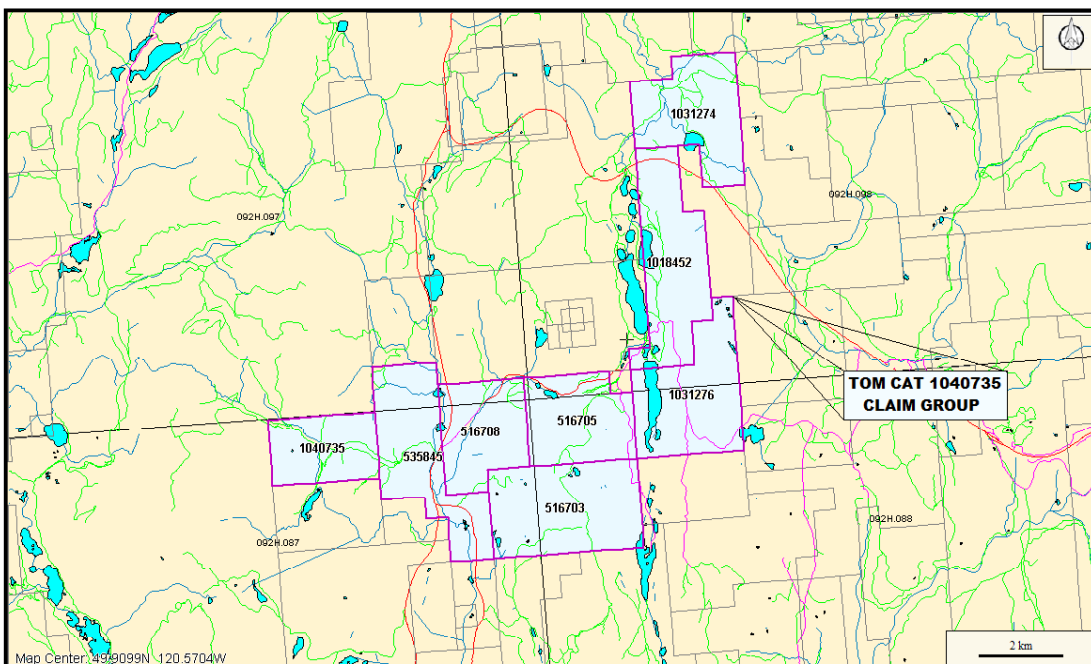 1031274
092H.098
092H.097
1018452
TOM CAT 1040735
CLAIM GROUP
1031276
516705
516708
1040735
535845
516703
092H.088
092H.087
2 km
Map Center: 49.9099N 120.5704W